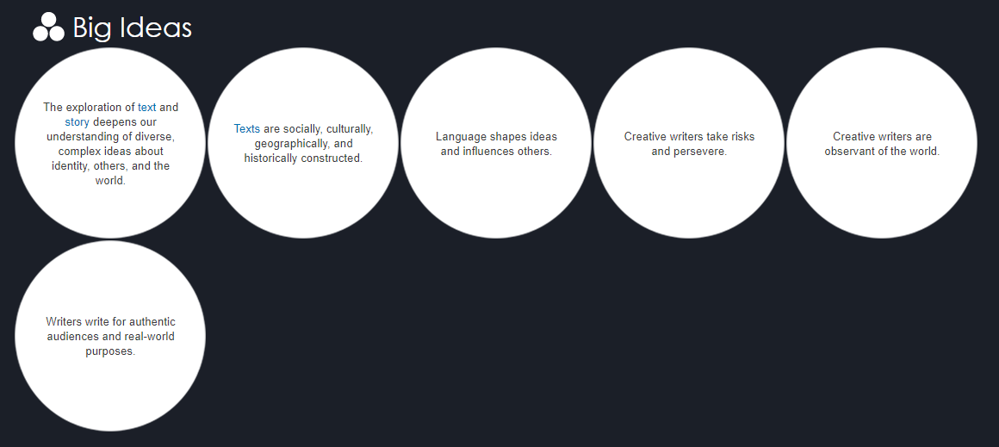 Big Ideas
The exploration of text and
story deepens our
understanding of diverse,
complex ideas about
identity, others, and the
world.
Texts are socially, culturally,
geographically, and
historically constructed.
Language shapes ideas
and influences others.
Creative writers take risks
and persevere.
Creative writers are
observant of the world.
Writers write for authentic
audiences and real-world
purposes.